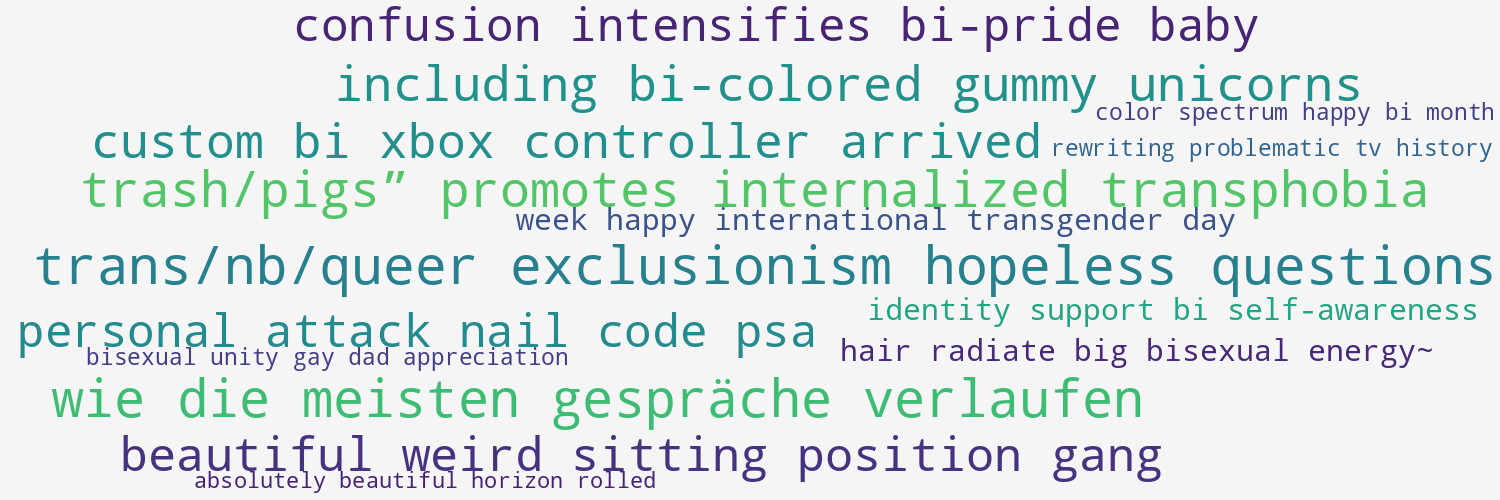 confusion intensifies bi-pride baby
including bi-colored gummy unicorns
color spectrum happy bi month
custom bi xbox controller arrived
rewriting problematic tv history
trash/pigs” promotes internalized transphobia
week happy international transgender day
trans/nb/queer exclusionism hopeless questions
identity support bi self-awareness
personal attack nail code psa
hair radiate big bisexual energy~
bisexual unity gay dad appreciation
wie die meisten gespräche verlaufen
beautiful weird sitting position gang
absolutely beautiful horizon rolled